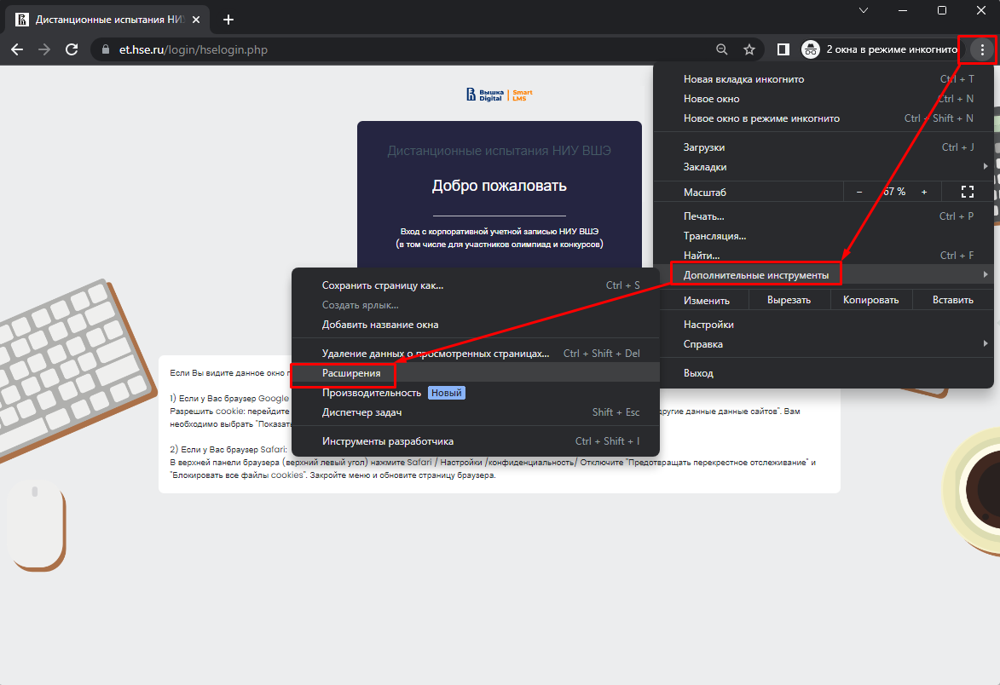 Дистанционные испытания НИУ
et.hse.ru/login/hselogin.php
2 окна в режиме инкогнито
Вышка Digital
Smart LMS
Дистанционные испытания НИУ ВШЭ
Добро пожаловать
Вход с корпоративной учетной записью НИУ ВШЭ
(в том числе для участников олимпиад и конкурсов)
Новая вкладка инкогнито Ctrl + T
Новое окно Ctrl + N
Новое окно в режиме инкогнито Ctrl + Shift + N
Загрузки Ctrl + J
Закладки
Масштаб − 67 % +
Печать... Ctrl + P
Трансляция...
Найти... Ctrl + F
Дополнительные инструменты
Изменить Вырезать Копировать Вставить
Настройки
Справка
Выход
Сохранить страницу как... Ctrl + S
Создать ярлык...
Добавить название окна
Удаление данных о просмотренных страницах... Ctrl + Shift + Del
Расширения
Производительность Новый
Диспетчер задач Shift + Esc
Инструменты разработчика Ctrl + Shift + I
Если Вы видите данное окно
1) Если у Вас браузер Google
Разрешить cookie: перейдите другие данные данные сайтов". Вам
необходимо выбрать "Показать
2) Если у Вас браузер Safari:
В верхней панели браузера (верхний левый угол) нажмите Safari / Настройки /конфиденциальность/ Отключите "Предотвращать перекрестное отслеживание" и
"Блокировать все файлы cookies". Закройте меню и обновите страницу браузера.